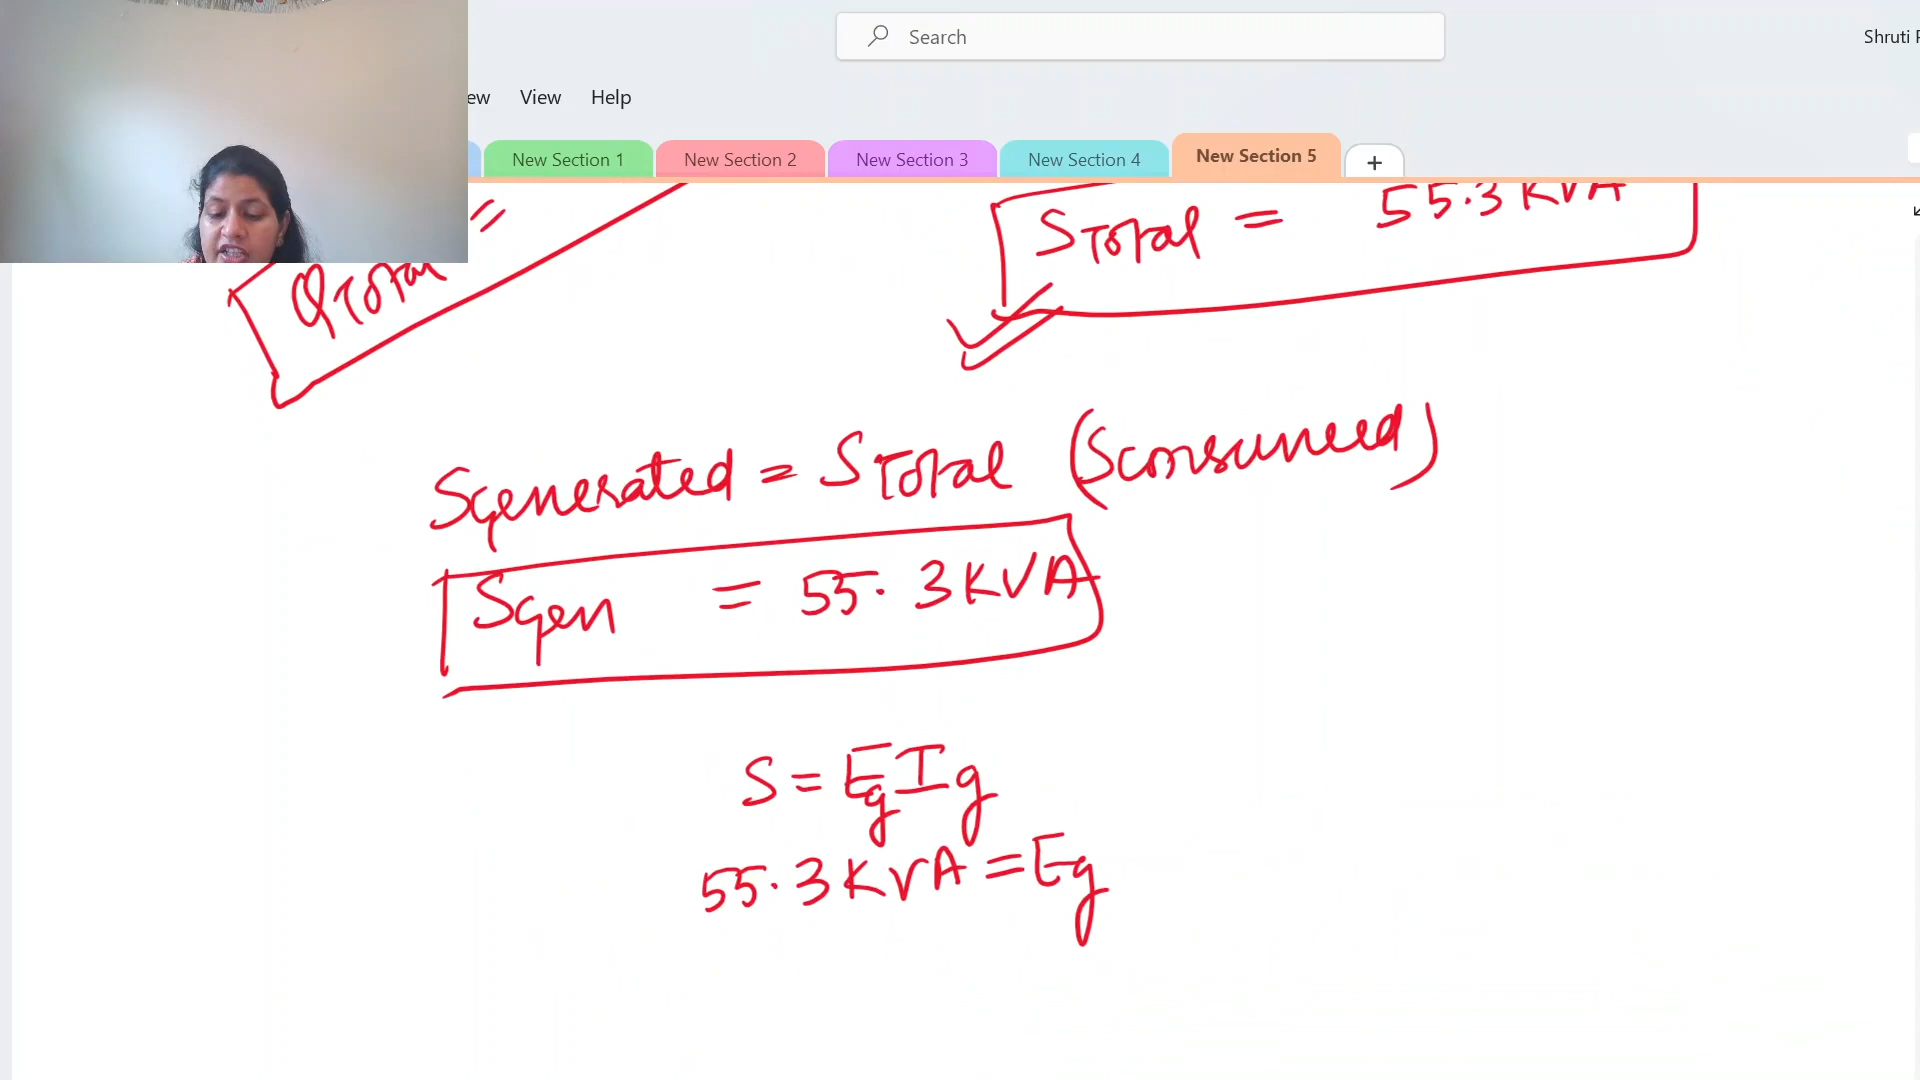 Search
Shruti
ew View Help
New Section 1 New Section 2 New Section 3 New Section 4 New Section 5 +
QTotal =
STotal = 55.3 KVA
Sgenerated = STotal (Sconsumed)
Sgen = 55.3 KVA
S = EgIg
55.3 KVA = Eg